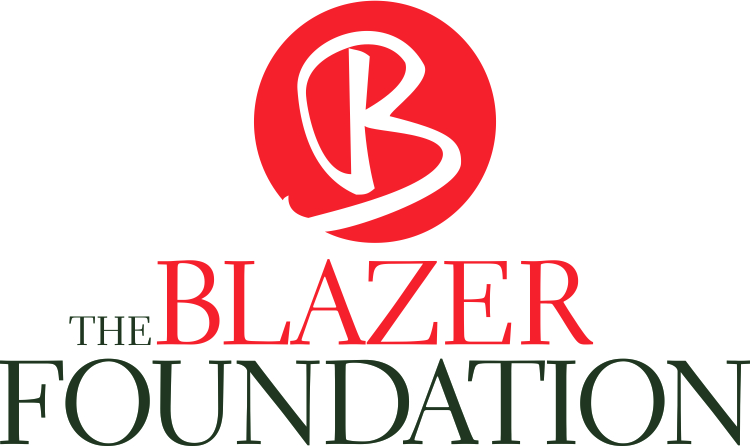 B
THE BLAZER
FOUNDATION